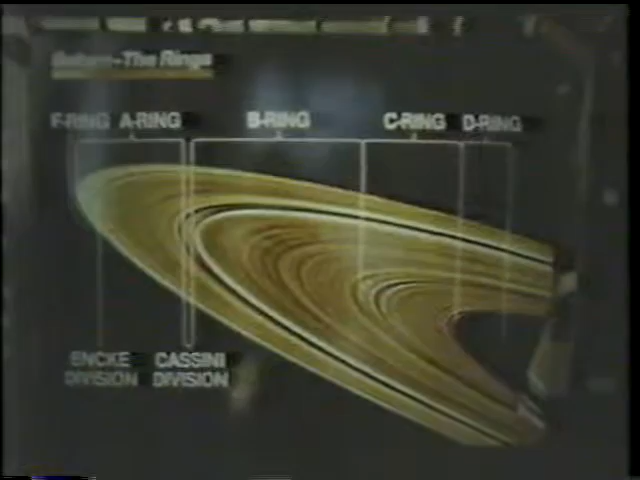 Saturn-The Rings
F-RING A-RING B-RING C-RING D-RING
ENCKE DIVISION
CASSINI DIVISION